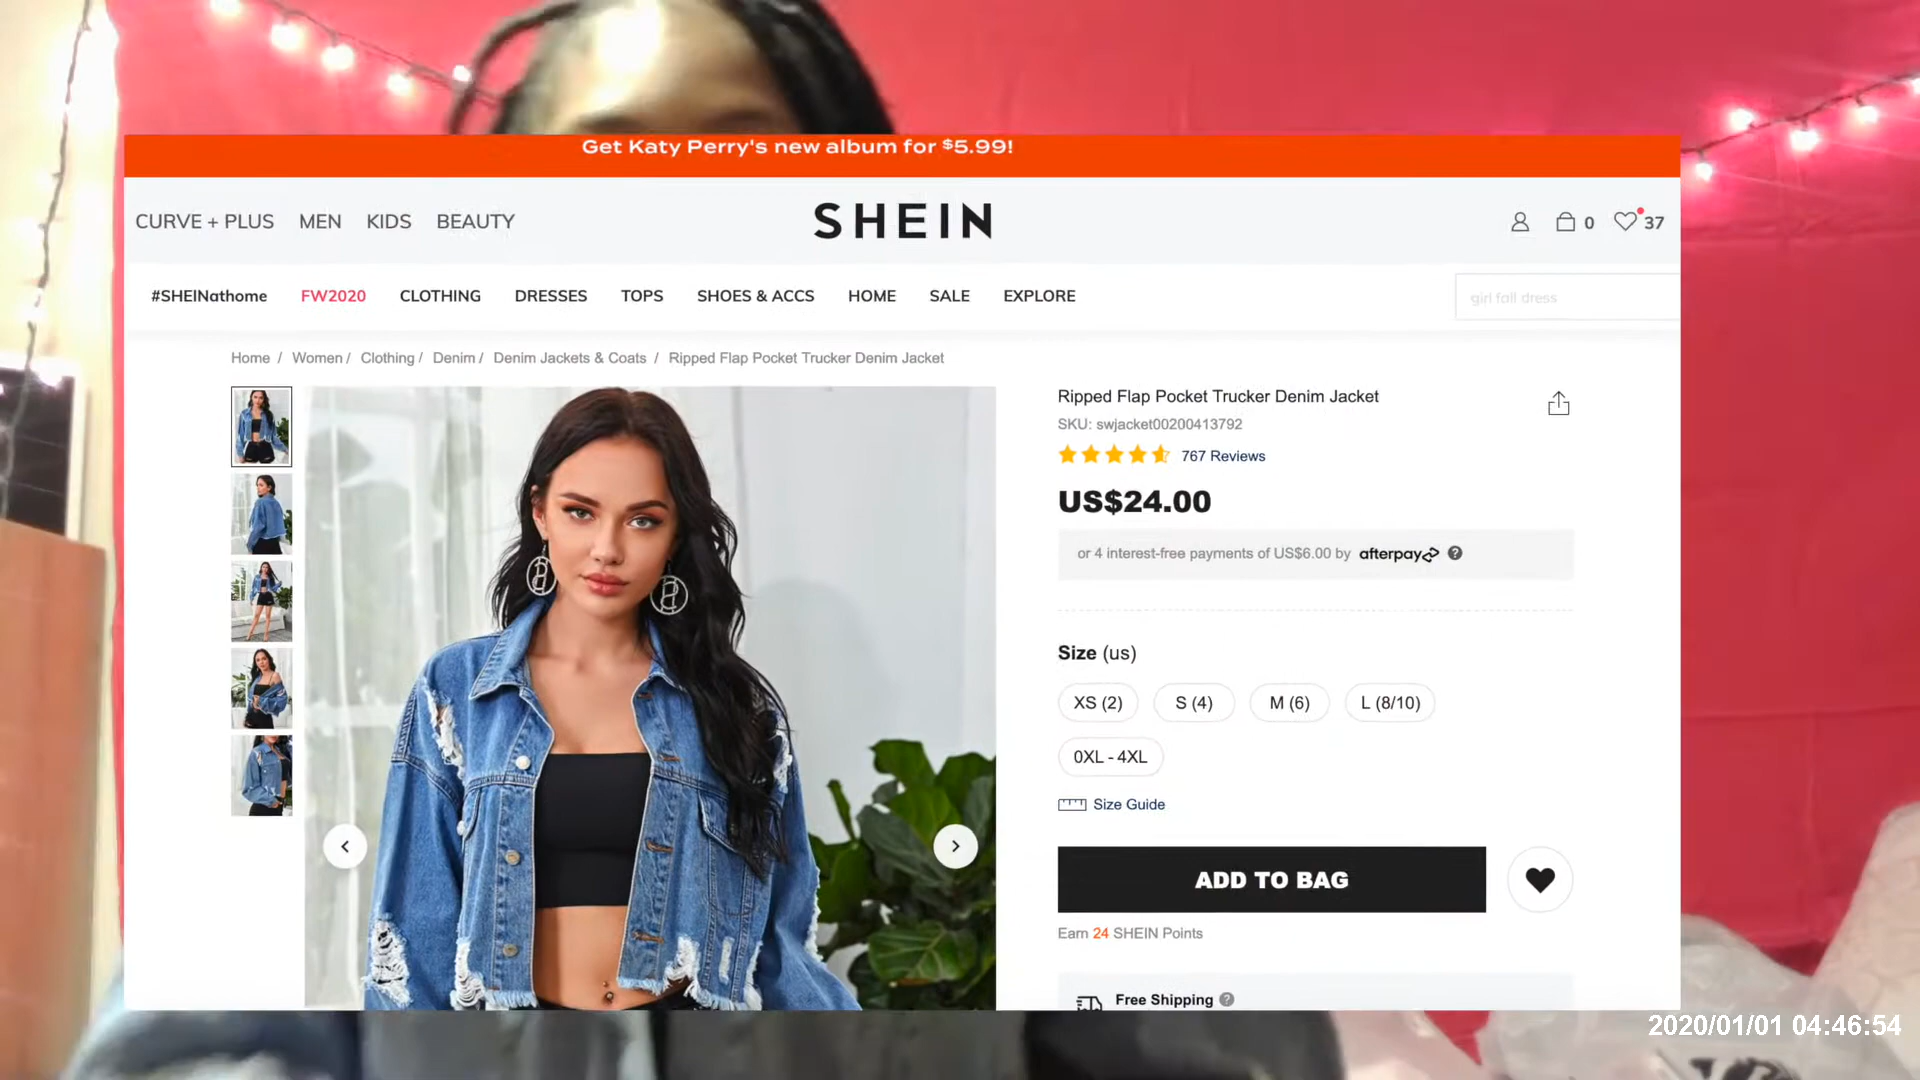 Get Katy Perry's new album for $5.99!
CURVE + PLUS MEN KIDS BEAUTY
SHEIN
0
37
#SHEINathome FW2020 CLOTHING DRESSES TOPS SHOES & ACCS HOME SALE EXPLORE
girl fall dress
Home / Women / Clothing / Denim / Denim Jackets & Coats / Ripped Flap Pocket Trucker Denim Jacket
Ripped Flap Pocket Trucker Denim Jacket
SKU: swjacket00200413792
767 Reviews
US$24.00
or 4 interest-free payments of US$6.00 by afterpay ?
Size (us)
XS (2) S (4) M (6) L (8/10)
0XL - 4XL
Size Guide
ADD TO BAG
Earn 24 SHEIN Points
Free Shipping ?
2020/01/01 04:46:54